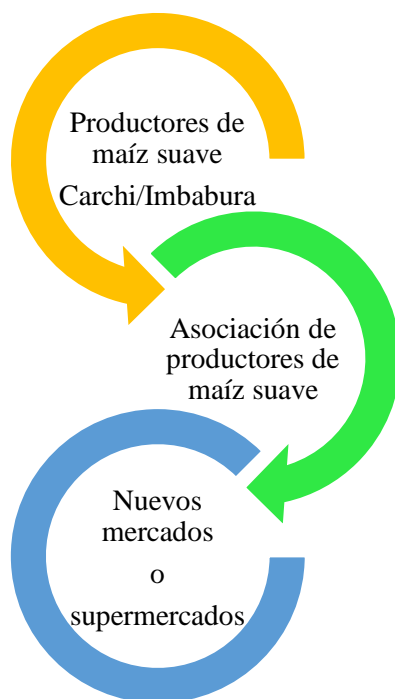 Productores de
maíz suave
Carchi/Imbabura
Asociación de
productores de
maíz suave
Nuevos
mercados
o
supermercados